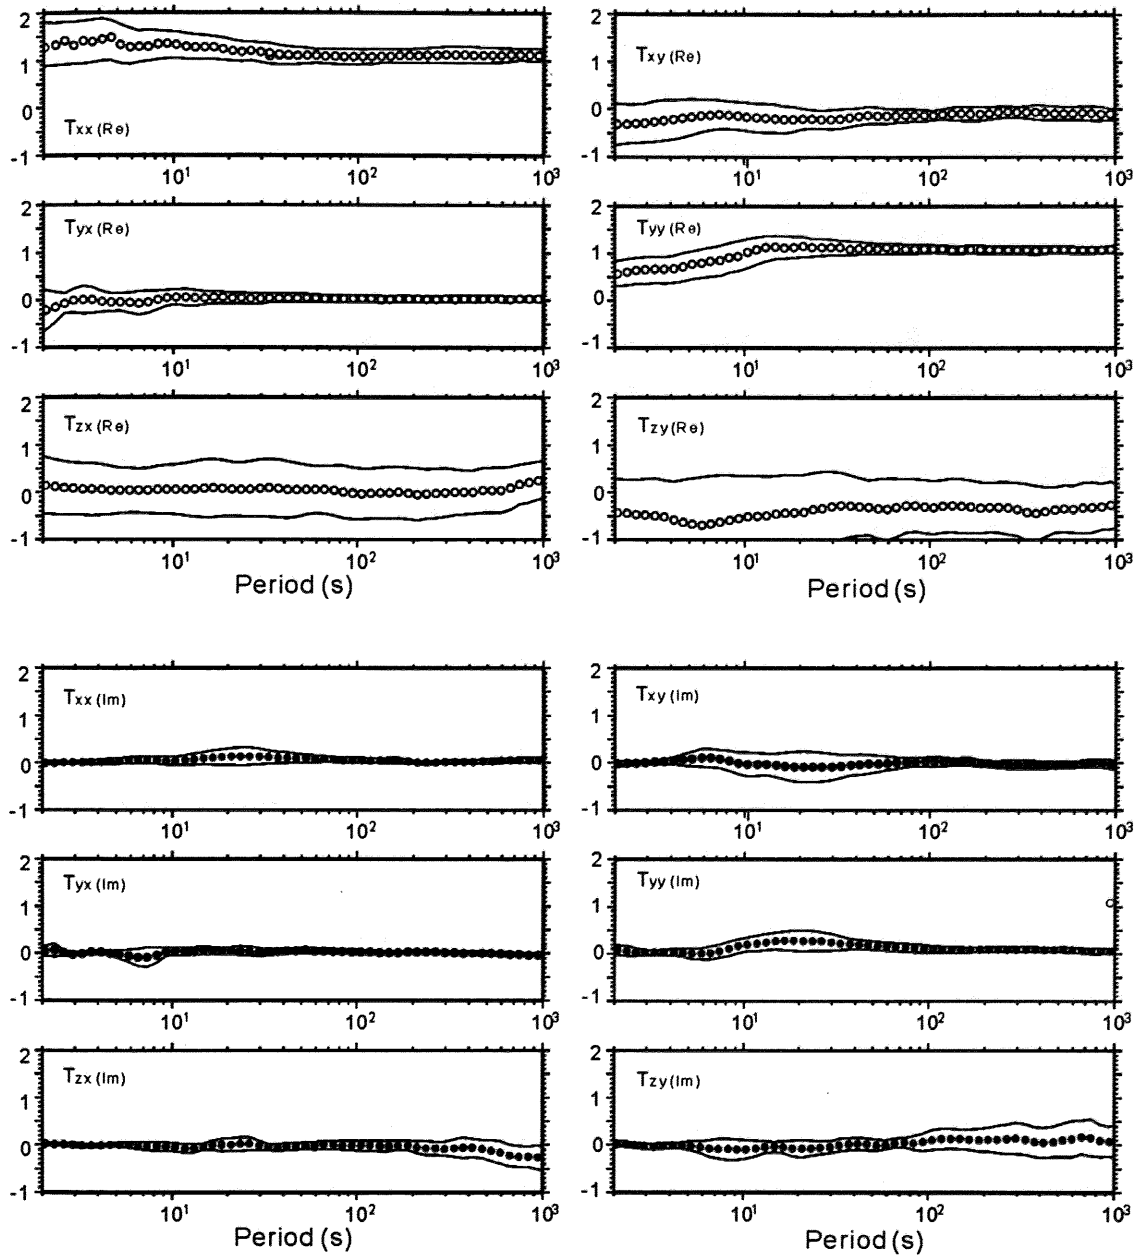 2
1
0
-1
Txx (Re)
10¹ 10² 10³
2
1
0
-1
Txy (Re)
10¹ 10² 10³
2
1
0
-1
Tyx (Re)
10¹ 10² 10³
2
1
0
-1
Tyy (Re)
10¹ 10² 10³
2
1
0
-1
Tzx (Re)
10¹ 10² 10³
Period (s)
2
1
0
-1
Tzy (Re)
10¹ 10² 10³
Period (s)
2
1
0
-1
Txx (Im)
10¹ 10² 10³
2
1
0
-1
Txy (Im)
10¹ 10² 10³
2
1
0
-1
Tyx (Im)
10¹ 10² 10³
2
1
0
-1
Tyy (Im)
10¹ 10² 10³
2
1
0
-1
Tzx (Im)
10¹ 10² 10³
Period (s)
2
1
0
-1
Tzy (Im)
10¹ 10² 10³
Period (s)